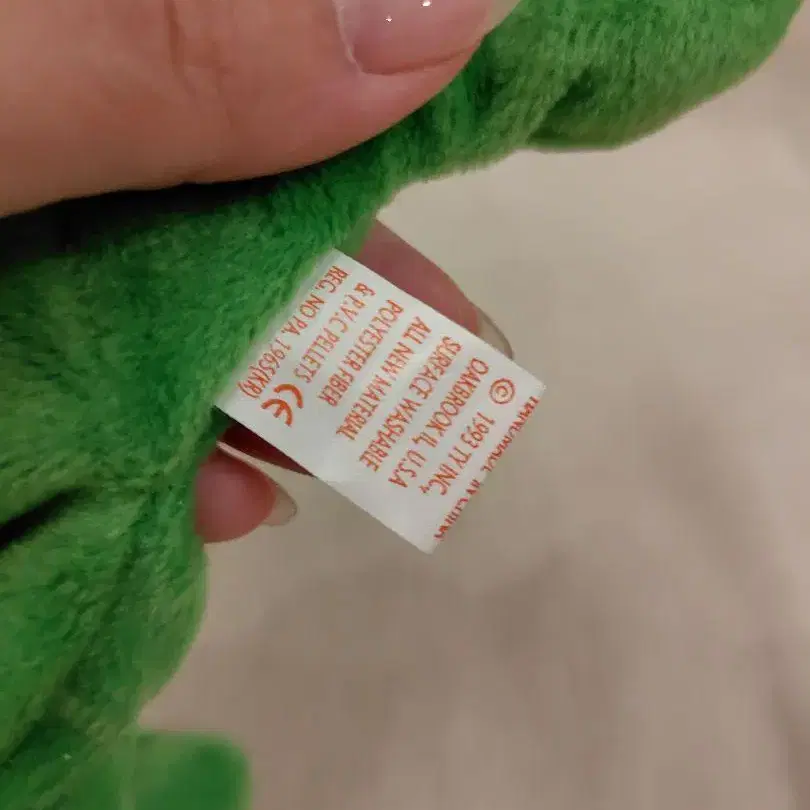 HANDMADE IN CHINA
© 1993 TY INC.,
OAKBROOK IL, U.S.A
SURFACE WASHABLE
ALL NEW MATERIAL
POLYESTER FIBER
& P.V.C PELLETS
REG. NO.PA. 1965(KR)
CE